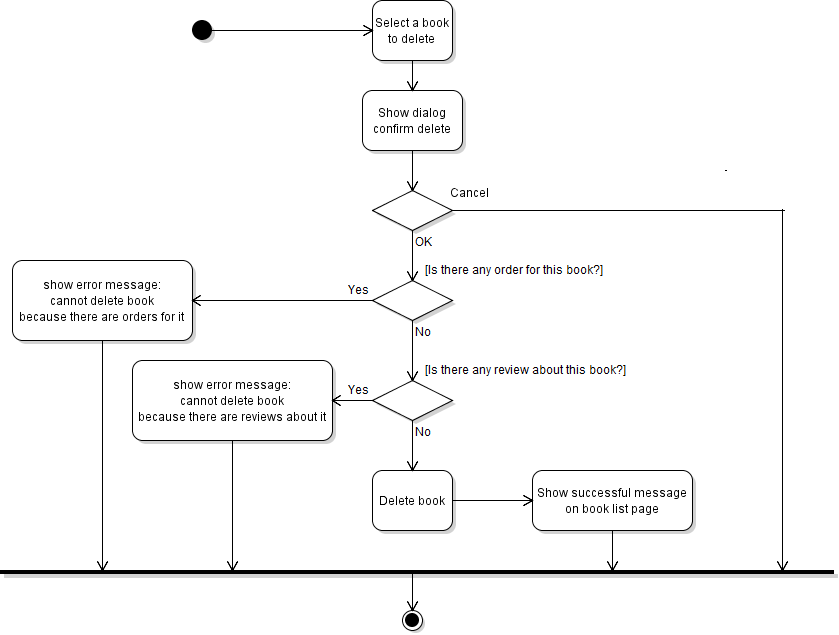 Select a book
to delete
Show dialog
confirm delete
Cancel
OK
[Is there any order for this book?]
Yes
show error message:
cannot delete book
because there are orders for it
No
[Is there any review about this book?]
Yes
show error message:
cannot delete book
because there are reviews about it
No
Delete book
Show successful message
on book list page